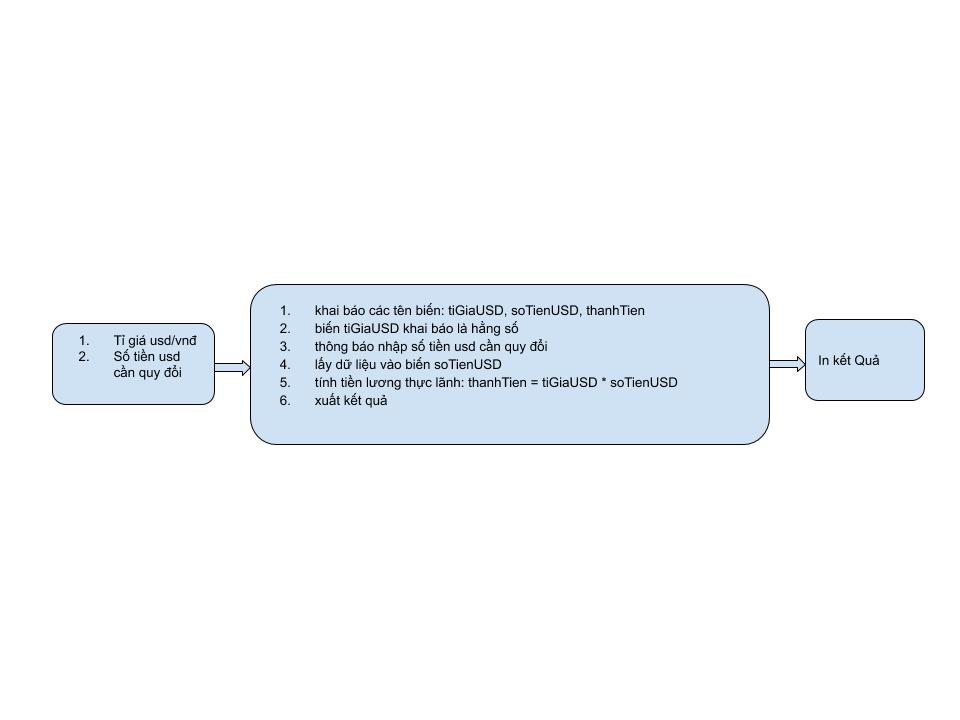 1. Tỉ giá usd/vnđ
2. Số tiền usd
cần quy đổi
1. khai báo các tên biến: tiGiaUSD, soTienUSD, thanhTien
2. biến tiGiaUSD khai báo là hằng số
3. thông báo nhập số tiền usd cần quy đổi
4. lấy dữ liệu vào biến soTienUSD
5. tính tiền lương thực lãnh: thanhTien = tiGiaUSD * soTienUSD
6. xuất kết quả
In kết Quả